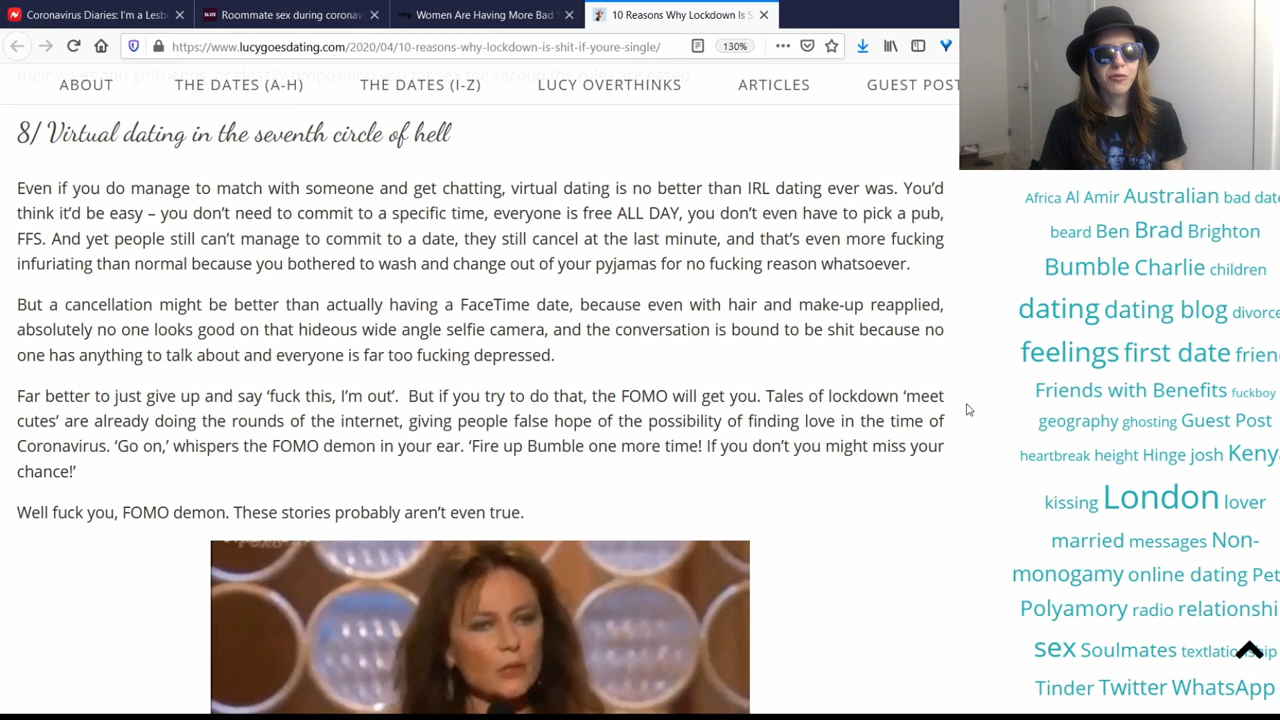 Coronavirus Diaries: I'm a Lesbi
Roommate sex during coronav
Women Are Having More Bad
10 Reasons Why Lockdown Is S
https://www.lucygoesdating.com/2020/04/10-reasons-why-lockdown-is-shit-if-youre-single/
130%
ABOUT THE DATES (A-H) THE DATES (I-Z) LUCY OVERTHINKS ARTICLES GUEST POST
8/ Virtual dating in the seventh circle of hell
Even if you do manage to match with someone and get chatting, virtual dating is no better than IRL dating ever was. You'd
think it'd be easy – you don't need to commit to a specific time, everyone is free ALL DAY, you don't even have to pick a pub,
FFS. And yet people still can't manage to commit to a date, they still cancel at the last minute, and that's even more fucking
infuriating than normal because you bothered to wash and change out of your pyjamas for no fucking reason whatsoever.
But a cancellation might be better than actually having a FaceTime date, because even with hair and make-up reapplied,
absolutely no one looks good on that hideous wide angle selfie camera, and the conversation is bound to be shit because no
one has anything to talk about and everyone is far too fucking depressed.
Far better to just give up and say 'fuck this, I'm out'. But if you try to do that, the FOMO will get you. Tales of lockdown 'meet
cutes' are already doing the rounds of the internet, giving people false hope of the possibility of finding love in the time of
Coronavirus. 'Go on,' whispers the FOMO demon in your ear. 'Fire up Bumble one more time! If you don't you might miss your
chance!'
Well fuck you, FOMO demon. These stories probably aren't even true.
Africa Al Amir Australian bad date
beard Ben Brad Brighton
Bumble Charlie children
dating dating blog divorce
feelings first date frien
Friends with Benefits fuckboy
geography ghosting Guest Post
heartbreak height Hinge josh Keny
kissing London lover
married messages Non-
monogamy online dating Pet
Polyamory radio relationshi
sex Soulmates
Tinder Twitter WhatsApp